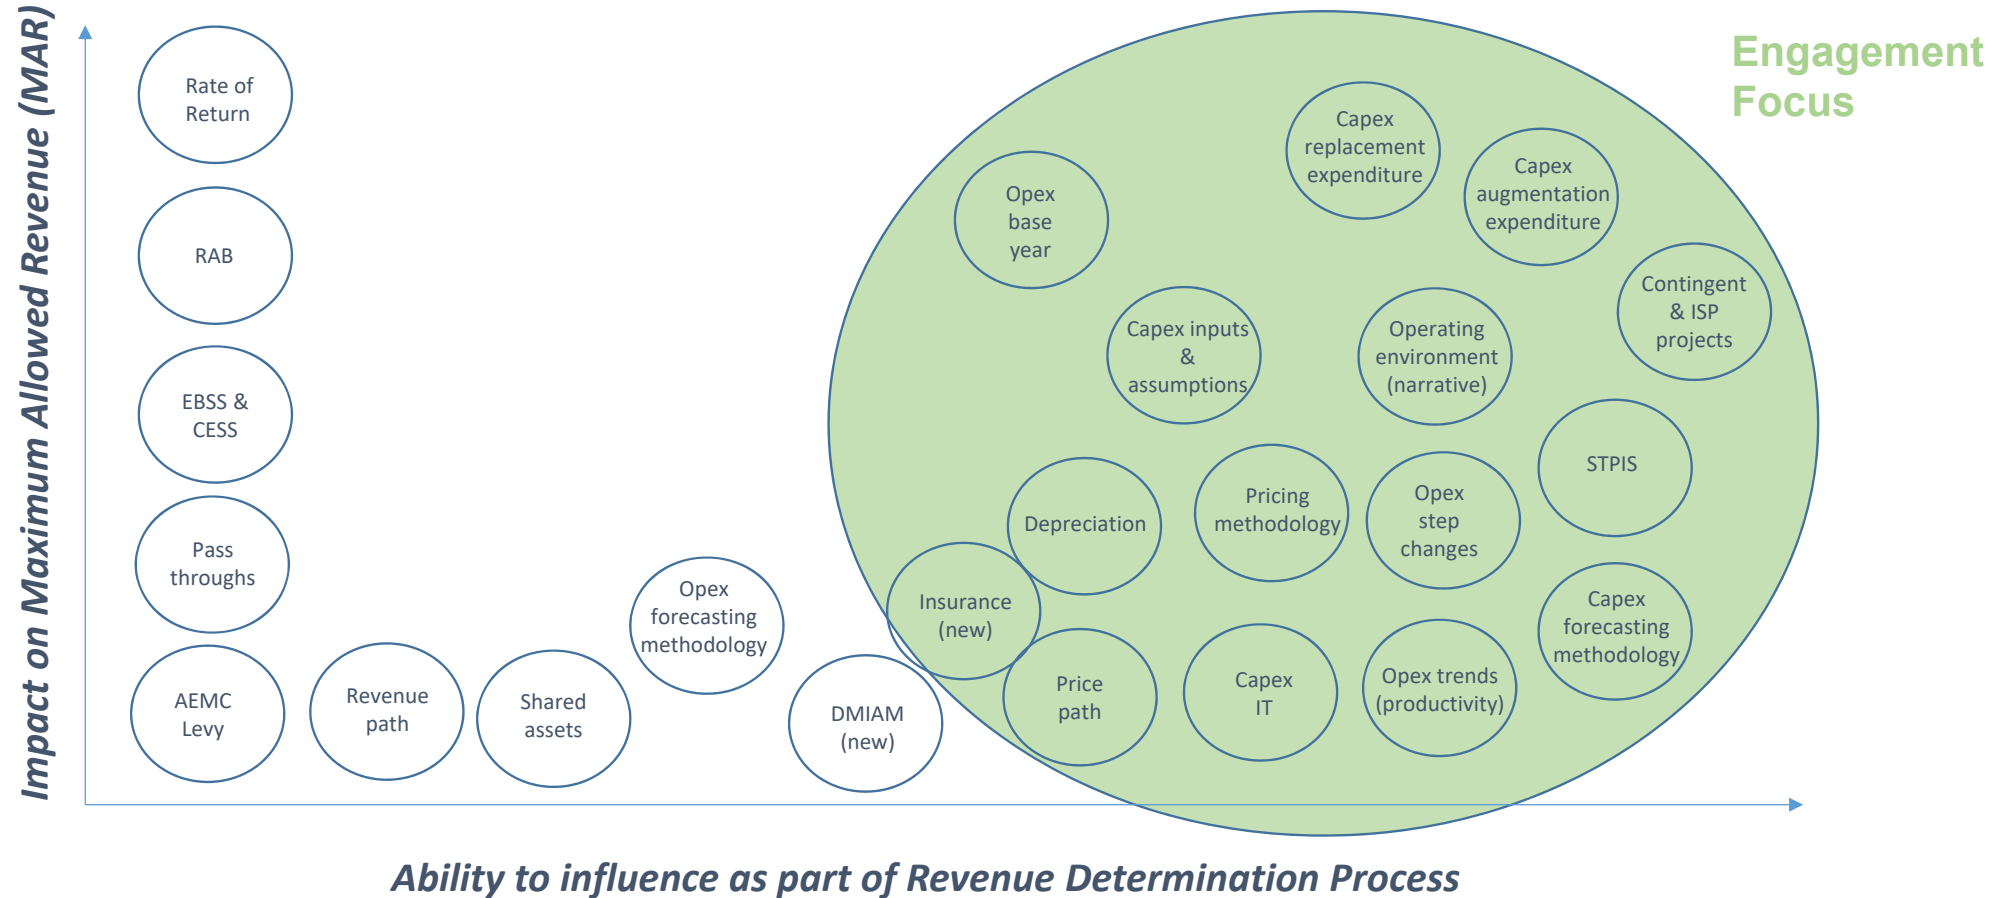 Impact on Maximum Allowed Revenue (MAR)
Engagement
Focus
Rate of
Return
RAB
EBSS &
CESS
Pass
throughs
AEMC
Levy
Revenue
path
Shared
assets
Opex
forecasting
methodology
DMIAM
(new)
Insurance
(new)
Opex
base
year
Capex
replacement
expenditure
Capex
augmentation
expenditure
Contingent
& ISP
projects
Capex inputs
&
assumptions
Operating
environment
(narrative)
STPIS
Depreciation
Pricing
methodology
Opex
step
changes
Capex
forecasting
methodology
Price
path
Capex
IT
Opex trends
(productivity)
Ability to influence as part of Revenue Determination Process